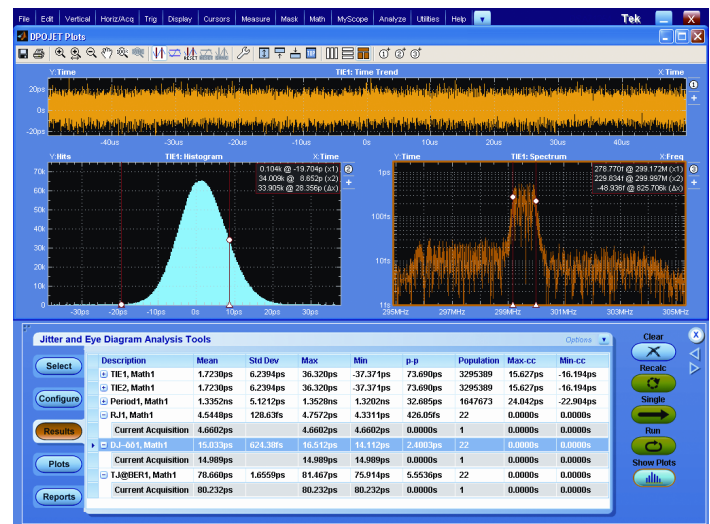 File Edit Vertical Horiz/Acq Trig Display Cursors Measure Mask Math MyScope Analyze Utilities Help Tek
DPOJET Plots
RESET
Y:Time TIE1: Time Trend X:Time
20ps
0s
-20ps
-40us -30us -20us -10us 0s 10us 20us 30us 40us
Y:Hits TIE1: Histogram X:Time
0.104k @ -19.704p (x1)
34.009k @ 8.652p (x2)
33.905k @ 28.356p (Δx)
70k
60k
50k
40k
30k
20k
10k
0
-30ps -20ps -10ps 0ps 10ps 20ps 30ps
Y:Time TIE1: Spectrum X:Freq
278.770f @ 299.172M (x1)
229.834f @ 299.997M (x2)
-48.936f @ 825.706k (Δx)
1ps
100fs
10fs
1fs
295MHz 297MHz 299MHz 301MHz 303MHz 305MHz
1
2
3
Jitter and Eye Diagram Analysis Tools
Options
Select
Configure
Results
Plots
Reports
Description Mean Std Dev Max Min p-p Population Max-cc Min-cc
TIE1, Math1 1.7230ps 6.2394ps 36.320ps -37.371ps 73.690ps 3295389 15.627ps -16.194ps
TIE2, Math1 1.7230ps 6.2394ps 36.320ps -37.371ps 73.690ps 3295389 15.627ps -16.194ps
Period1, Math1 1.3352ns 5.1212ps 1.3528ns 1.3202ns 32.685ps 1647673 24.042ps -22.904ps
RJ1, Math1 4.5448ps 128.63fs 4.7572ps 4.3311ps 426.05fs 22 0.0000s 0.0000s
Current Acquisition 4.6602ps 4.6602ps 4.6602ps 0.0000s 1 0.0000s 0.0000s
DJ-δδ1, Math1 15.033ps 624.38fs 16.512ps 14.112ps 2.4003ps 22 0.0000s 0.0000s
Current Acquisition 14.989ps 14.989ps 14.989ps 0.0000s 1 0.0000s 0.0000s
TJ@BER1, Math1 78.660ps 1.6559ps 81.467ps 75.914ps 5.5536ps 22 0.0000s 0.0000s
Current Acquisition 80.232ps 80.232ps 80.232ps 0.0000s 1 0.0000s 0.0000s
Clear
Recalc
Single
Run
Show Plots